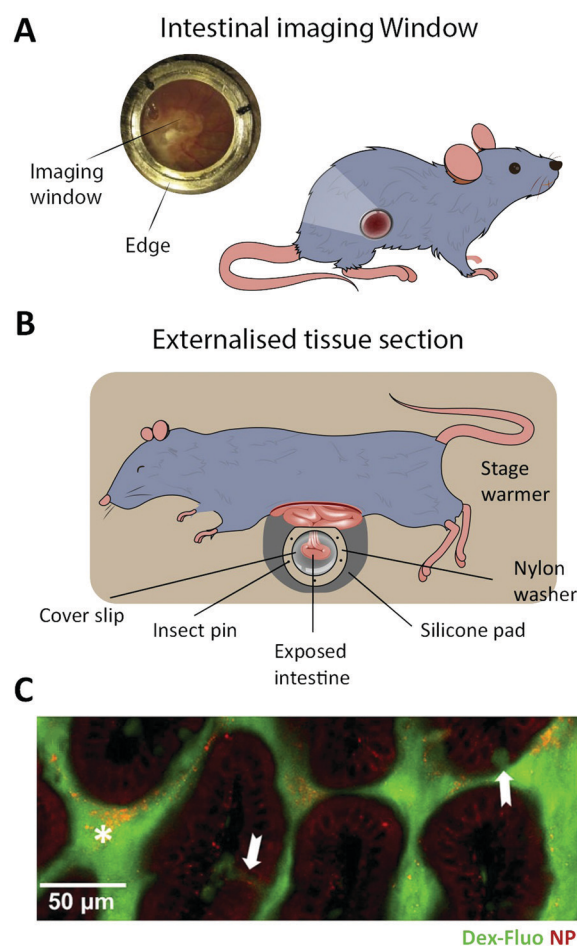 A
Intestinal imaging Window
Imaging
window
Edge
B
Externalised tissue section
Stage
warmer
Nylon
washer
Cover slip
Insect pin
Silicone pad
Exposed
intestine
C
*
50 µm
Dex-Fluo NP